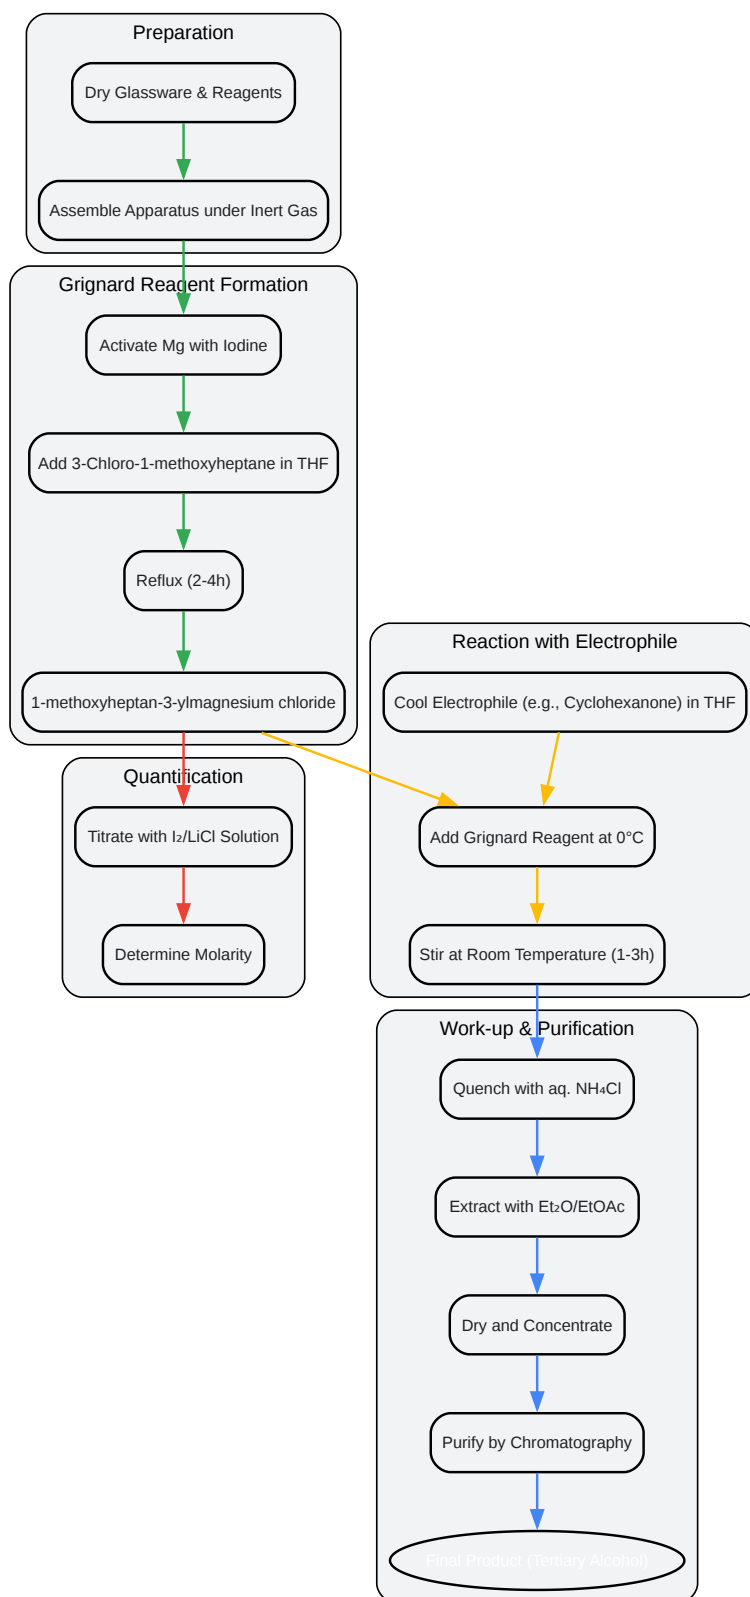 Preparation
Dry Glassware & Reagents
Assemble Apparatus under Inert Gas
Grignard Reagent Formation
Activate Mg with Iodine
Add 3-Chloro-1-methoxyheptane in THF
Reflux (2-4h)
1-methoxyheptan-3-ylmagnesium chloride
Quantification
Titrate with I₂/LiCl Solution
Determine Molarity
Reaction with Electrophile
Cool Electrophile (e.g., Cyclohexanone) in THF
Add Grignard Reagent at 0°C
Stir at Room Temperature (1-3h)
Work-up & Purification
Quench with aq. NH₄Cl
Extract with Et₂O/EtOAc
Dry and Concentrate
Purify by Chromatography
Final Product (Tertiary Alcohol)